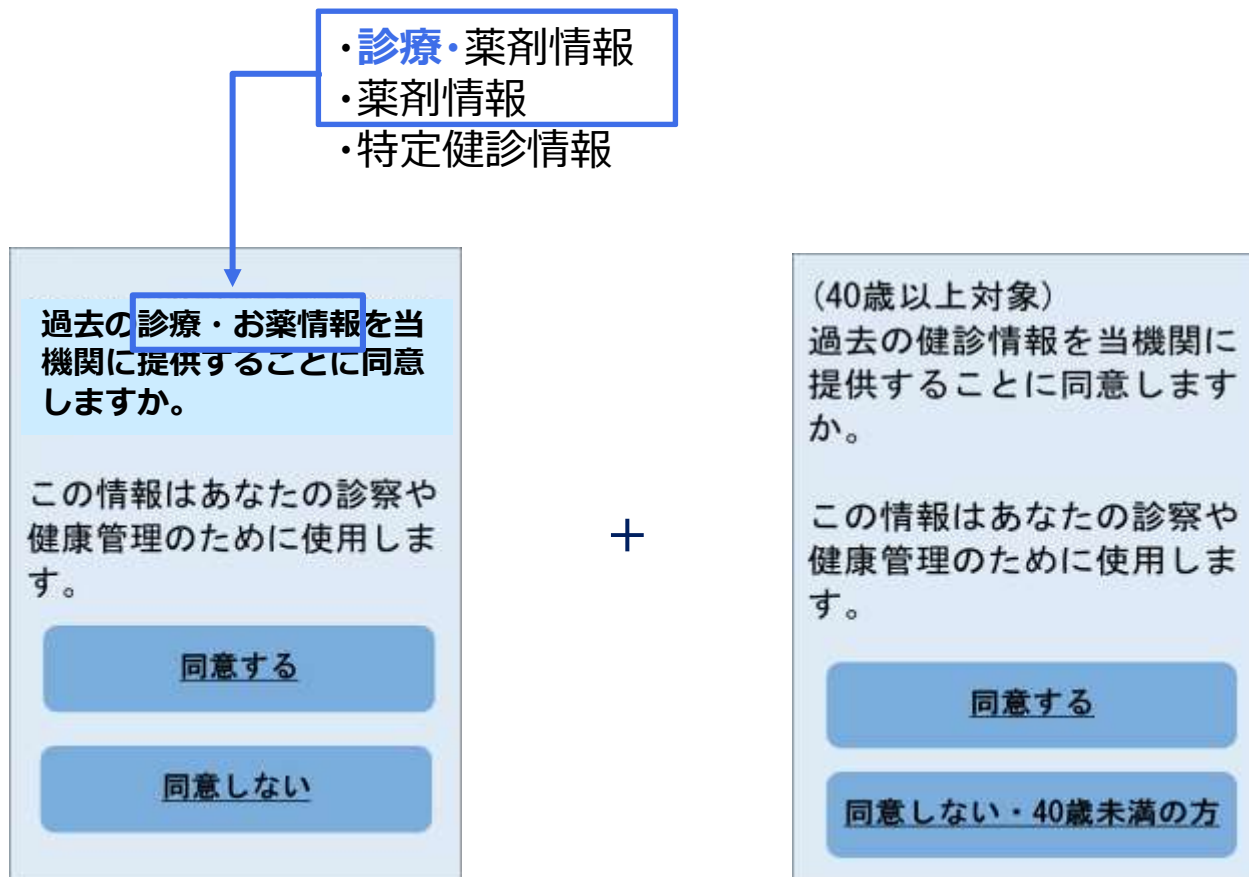 ・診療・薬剤情報
・薬剤情報
・特定健診情報
過去の診療・お薬情報を当
機関に提供することに同意
しますか。
この情報はあなたの診察や
健康管理のために使用しま
す。
同意する
同意しない
＋
(40歳以上対象)
過去の健診情報を当機関に
提供することに同意します
か。
この情報はあなたの診察や
健康管理のために使用しま
す。
同意する
同意しない・40歳未満の方